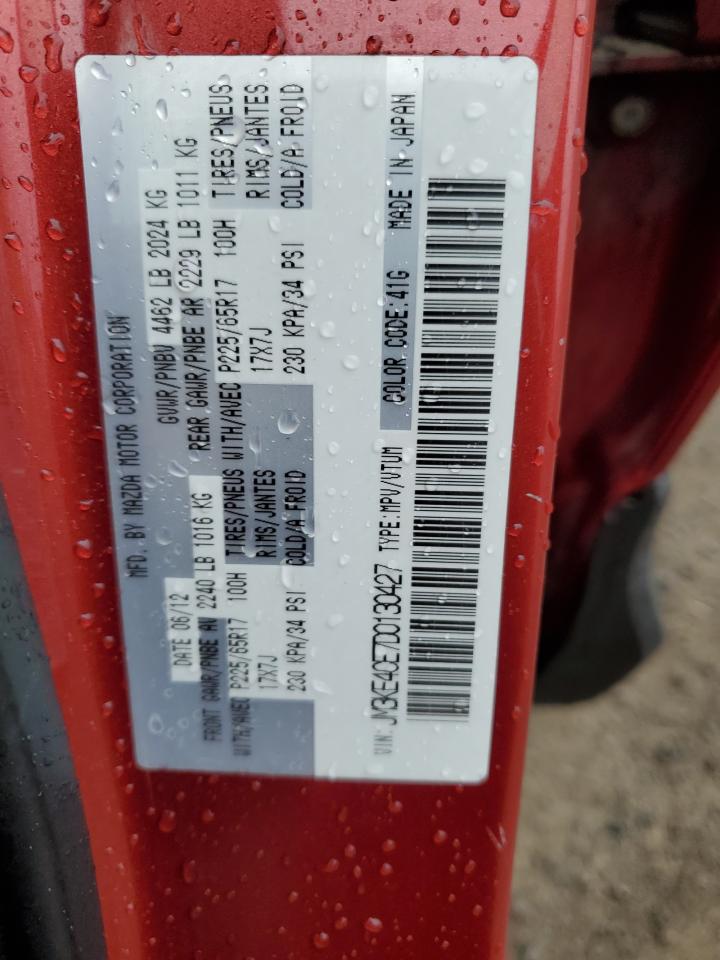 MFD. BY MAZDA MOTOR CORPORATION
DATE 06/12 GVWR/PNBV 4462 LB 2024 KG
FRONT GAWR/PNBE AV 2240 LB 1016 KG REAR GAWR/PNBE AR 2229 LB 1011 KG
WITH/AVEC P225/65R17 100H TIRES/PNEUS WITH/AVEC P225/65R17 100H TIRES/PNEUS
17X7J RIMS/JANTES 17X7J RIMS/JANTES
230 KPA/34 PSI COLD/A FROID 230 KPA/34 PSI COLD/A FROID
VIN: JM3KE4CE7D0130427 TYPE:MPV/VTUM COLOR CODE:41G MADE IN JAPAN